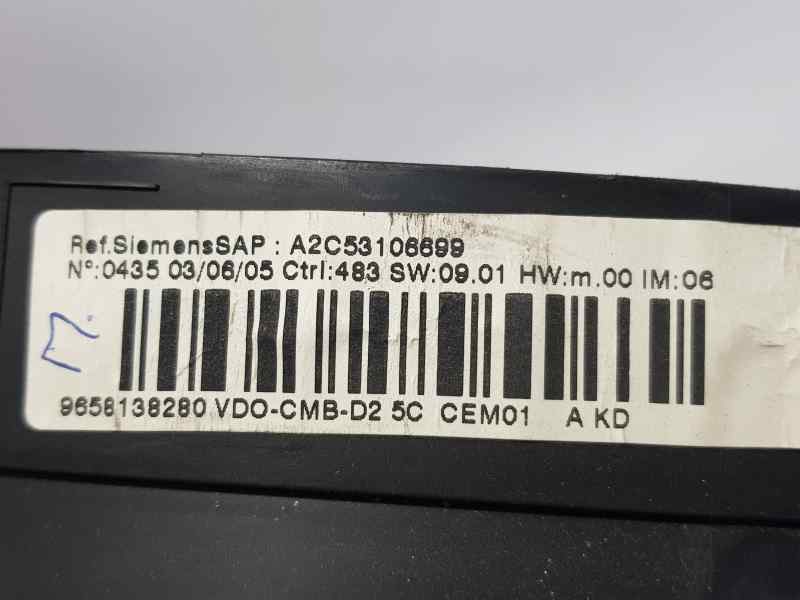 Ref.SiemensSAP : A2C53106699
N°:0435 03/06/05 Ctrl:483 SW:09.01 HW:m.00 IM:06
9658138280 VDO-CMB-D2 5C CEM01 A KD